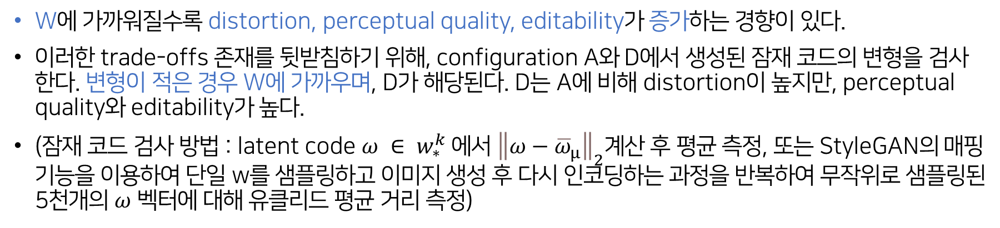 • W에 가까워질수록 distortion, perceptual quality, editability가 증가하는 경향이 있다.
• 이러한 trade-offs 존재를 뒷받침하기 위해, configuration A와 D에서 생성된 잠재 코드의 변형을 검사
한다. 변형이 적은 경우 W에 가까우며, D가 해당된다. D는 A에 비해 distortion이 높지만, perceptual
quality와 editability가 높다.
• (잠재 코드 검사 방법 : latent code ω ∈ w_*^k 에서 ‖ω − ω̅_μ‖_2 계산 후 평균 측정, 또는 StyleGAN의 매핑
기능을 이용하여 단일 w를 샘플링하고 이미지 생성 후 다시 인코딩하는 과정을 반복하여 무작위로 샘플링된
5천개의 ω 벡터에 대해 유클리드 평균 거리 측정)